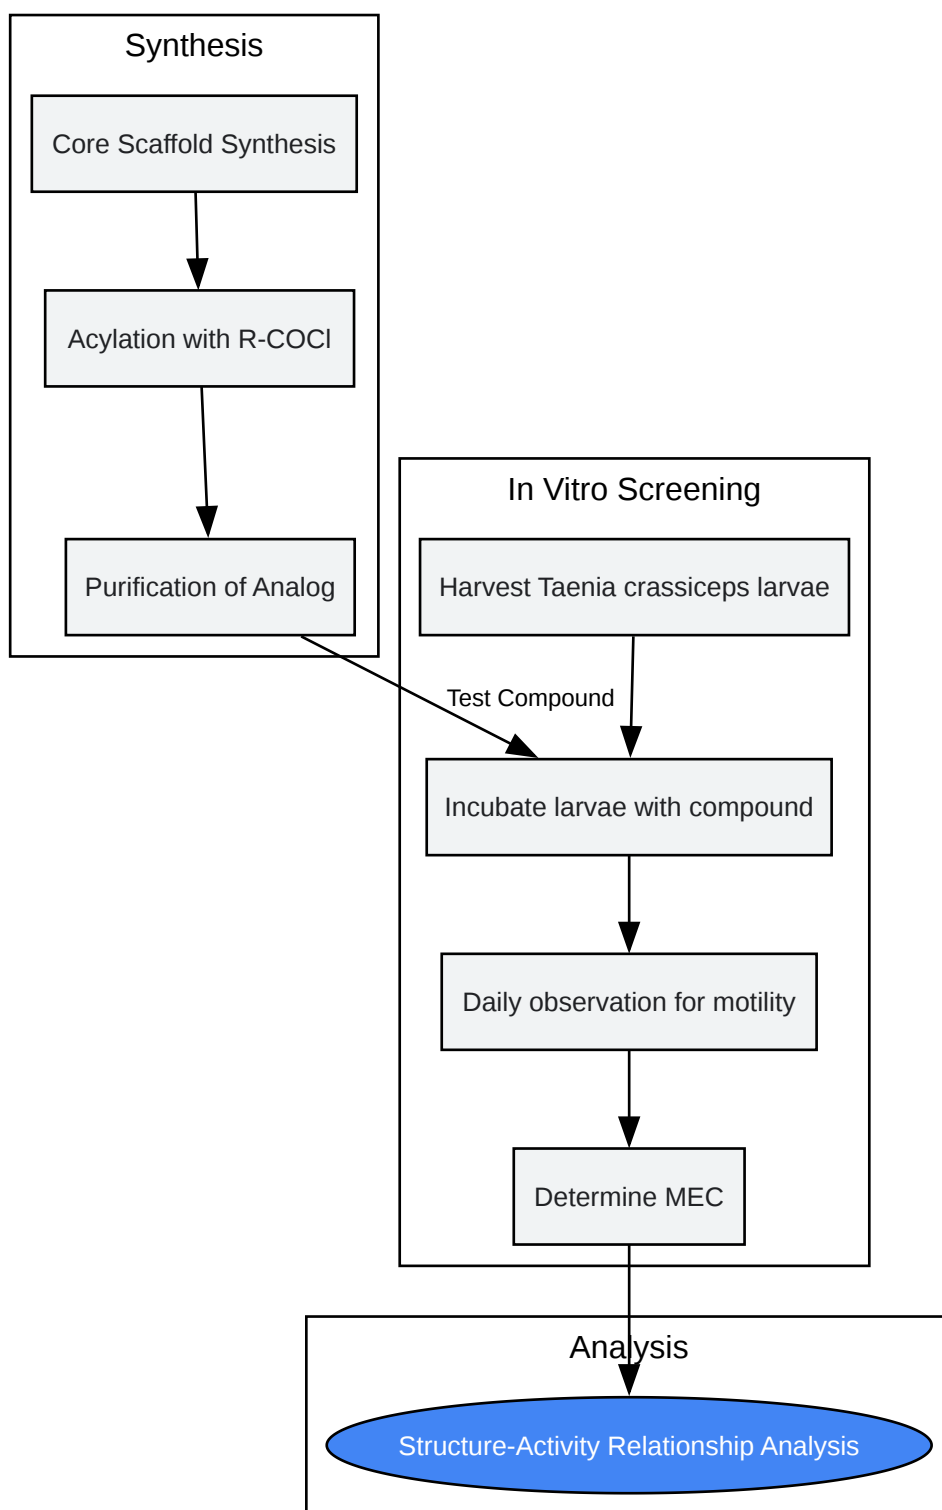 Synthesis
Core Scaffold Synthesis
Acylation with R-COCl
Purification of Analog
In Vitro Screening
Harvest Taenia crassiceps larvae
Test Compound
Incubate larvae with compound
Daily observation for motility
Determine MEC
Analysis
Structure-Activity Relationship Analysis